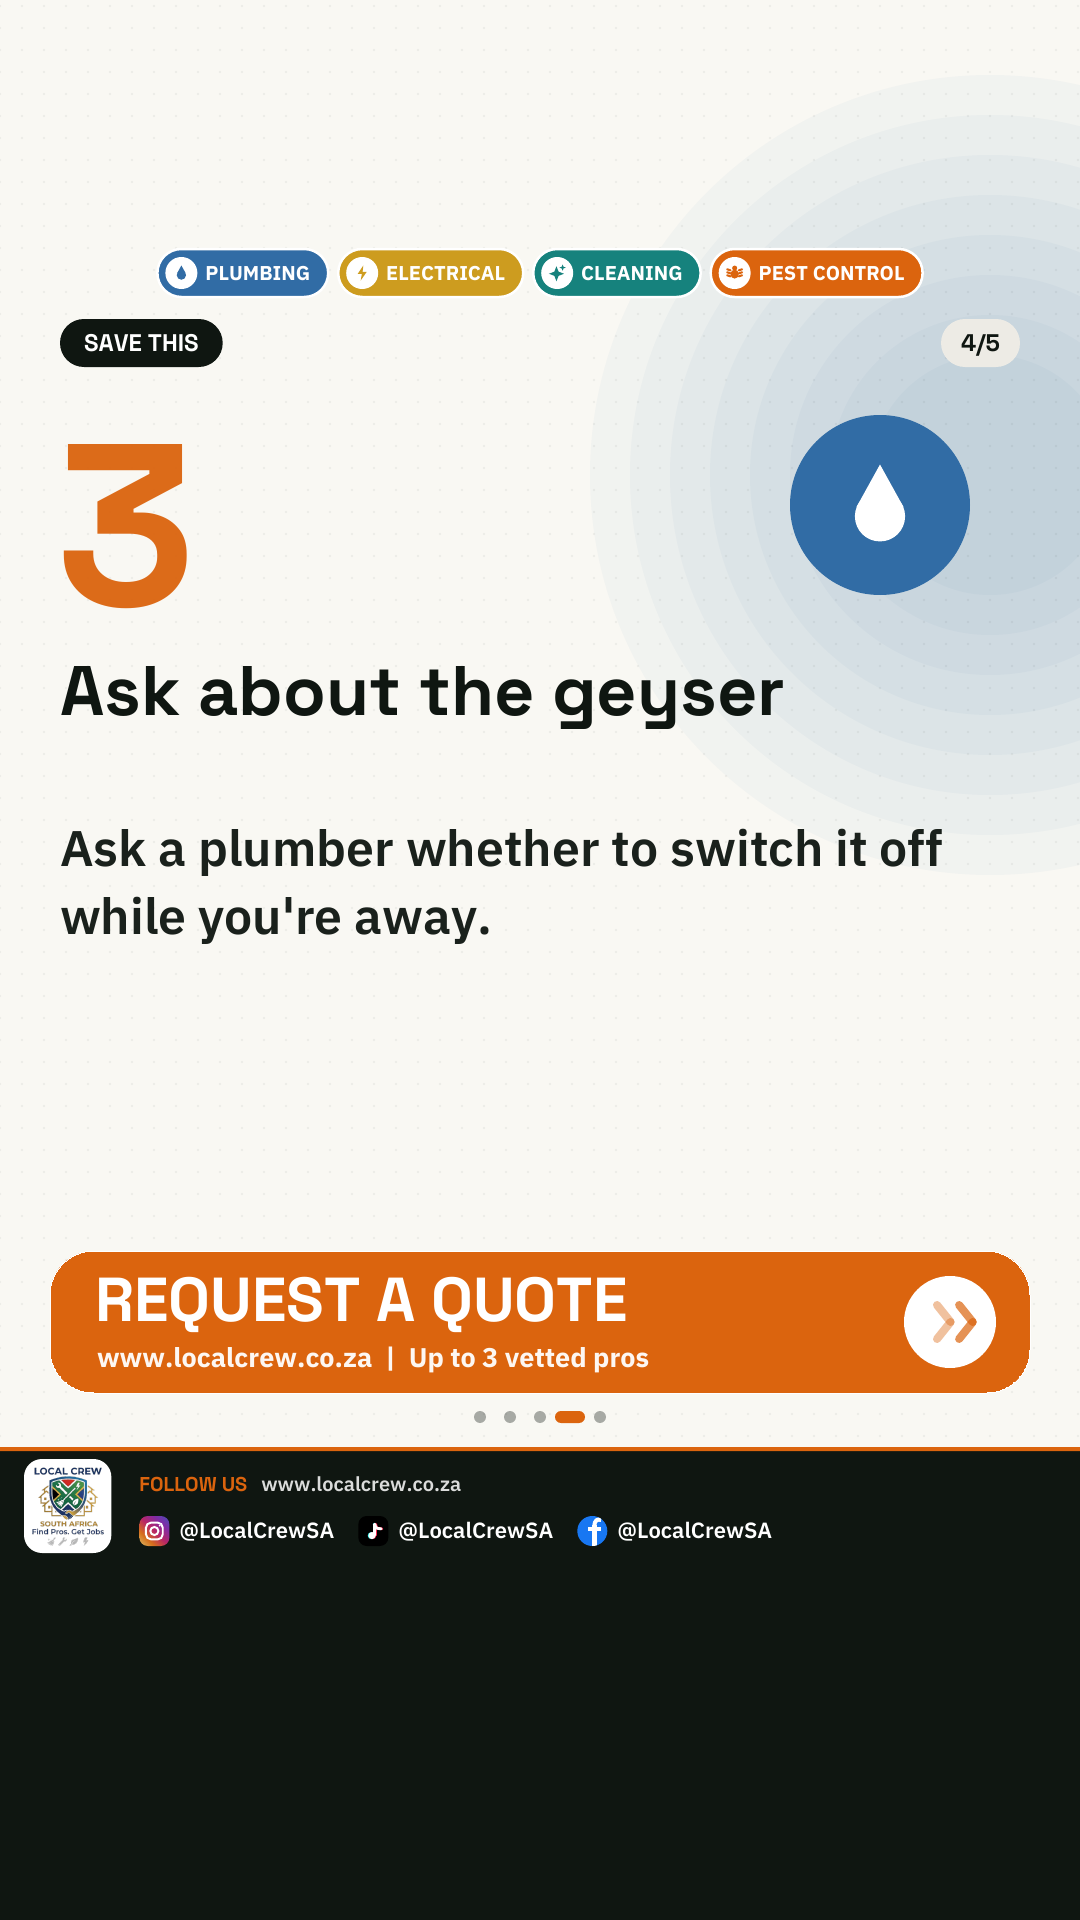 PLUMBING
ELECTRICAL
CLEANING
PEST CONTROL
SAVE THIS
4/5
3
Ask about the geyser
Ask a plumber whether to switch it off
while you're away.
REQUEST A QUOTE
www.localcrew.co.za | Up to 3 vetted pros
LOCAL CREW
SOUTH AFRICA
Find Pros. Get Jobs
FOLLOW US www.localcrew.co.za
@LocalCrewSA @LocalCrewSA @LocalCrewSA